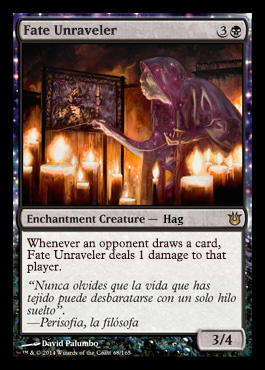 Fate Unraveler 3
Enchantment Creature — Hag
Whenever an opponent draws a card,
Fate Unraveler deals 1 damage to that
player.
“Nunca olvides que la vida que has
tejido puede desbaratarse con un solo hilo
suelto”.
—Perisofía, la filósofa
3/4
David Palumbo
™ & © 2014 Wizards of the Coast 68/165